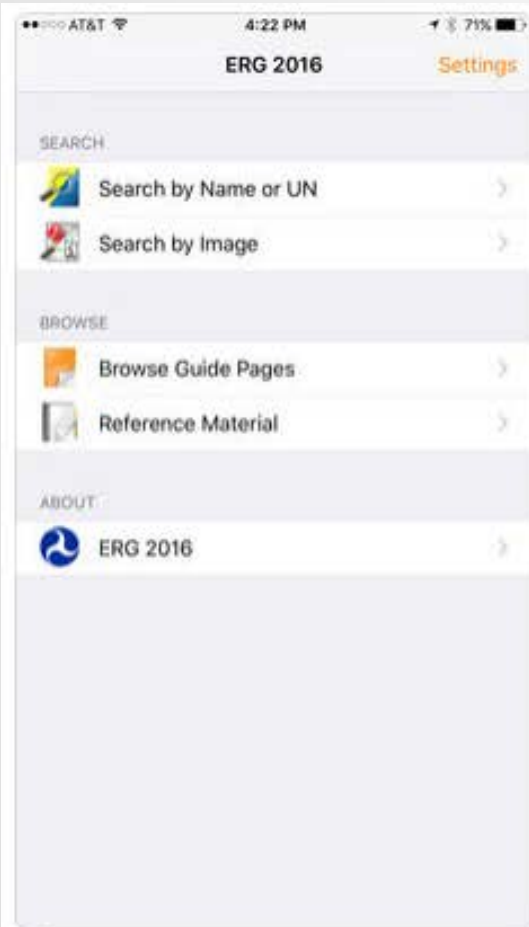 AT&T 4:22 PM 71%
ERG 2016 Settings
SEARCH
Search by Name or UN
Search by Image
BROWSE
Browse Guide Pages
Reference Material
ABOUT
ERG 2016